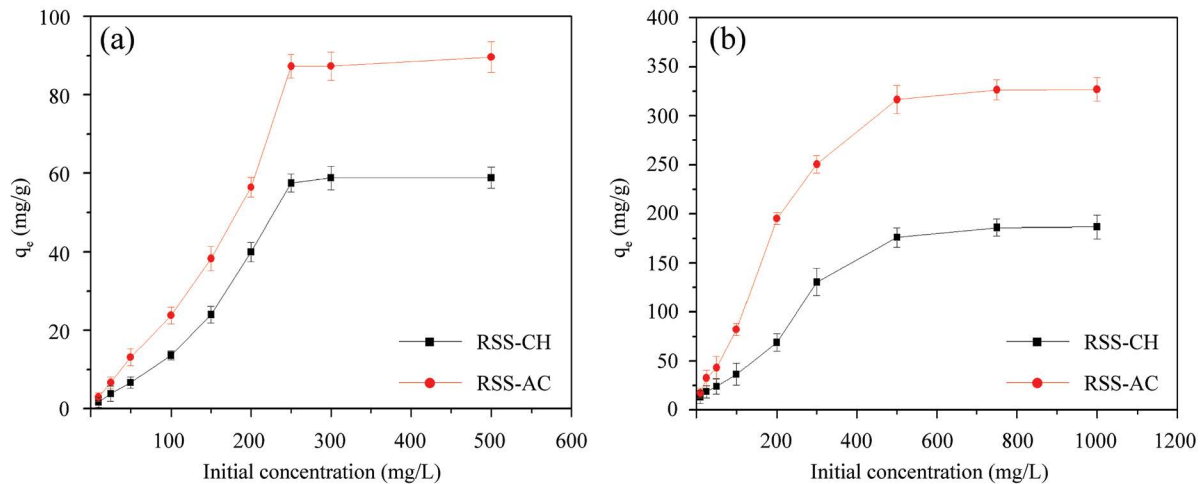 (a)
100
80
60
40
20
0
q_e (mg/g)
100 200 300 400 500 600
Initial concentration (mg/L)
RSS-CH
RSS-AC
(b)
400
350
300
250
200
150
100
50
0
q_e (mg/g)
200 400 600 800 1000 1200
Initial concentration (mg/L)
RSS-CH
RSS-AC